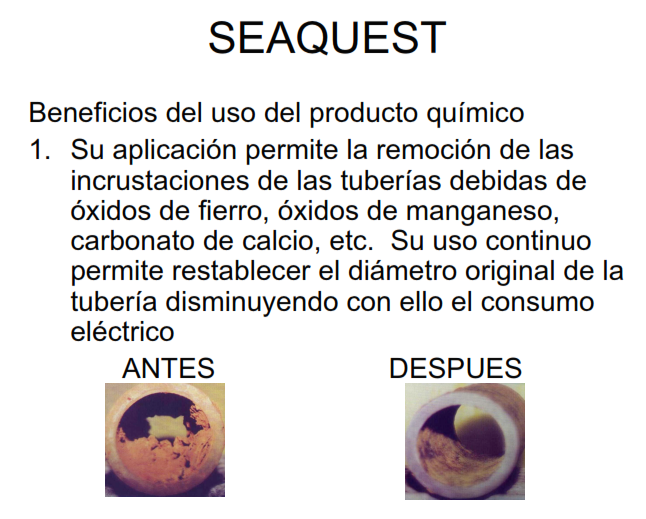 SEAQUEST
Beneficios del uso del producto químico
1. Su aplicación permite la remoción de las
incrustaciones de las tuberías debidas de
óxidos de fierro, óxidos de manganeso,
carbonato de calcio, etc.  Su uso continuo
permite restablecer el diámetro original de la
tubería disminuyendo con ello el consumo
eléctrico
ANTES
DESPUES